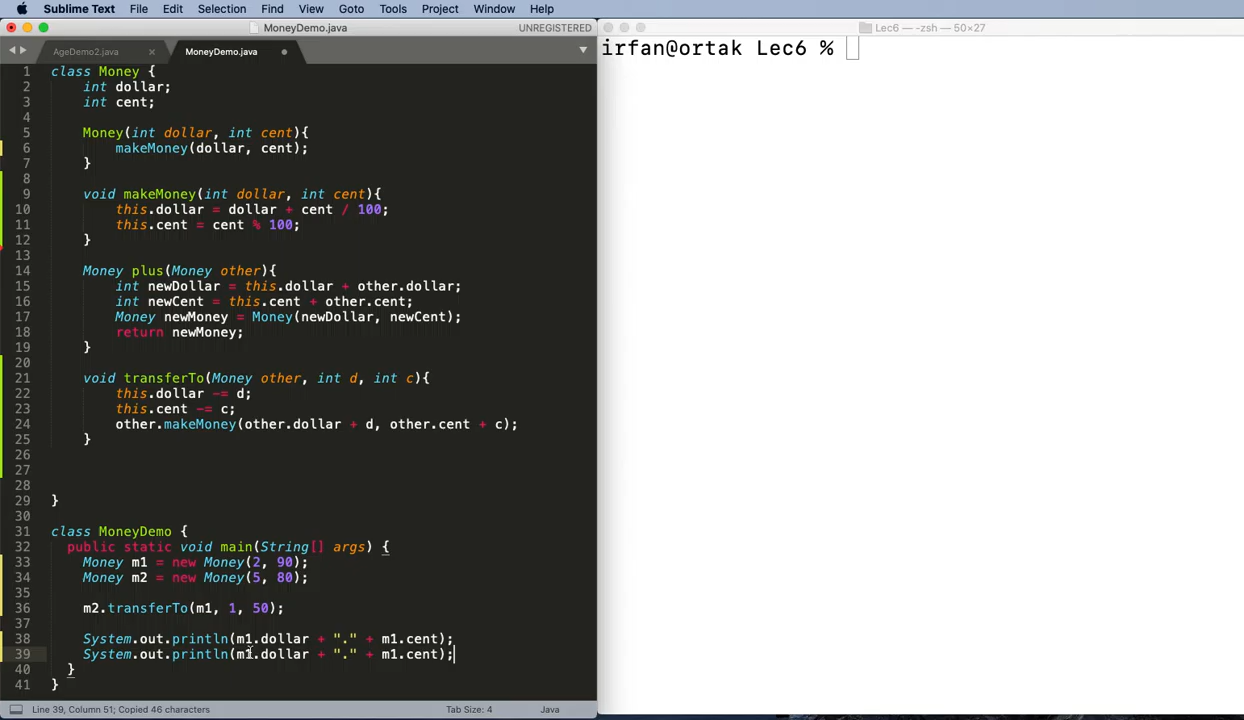 Sublime Text File Edit Selection Find View Goto Tools Project Window Help
MoneyDemo.java UNREGISTERED
AgeDemo2.java × MoneyDemo.java
1 class Money {
2     int dollar;
3     int cent;
4
5     Money(int dollar, int cent){
6         makeMoney(dollar, cent);
7     }
8
9     void makeMoney(int dollar, int cent){
10         this.dollar = dollar + cent / 100;
11         this.cent = cent % 100;
12     }
13
14     Money plus(Money other){
15         int newDollar = this.dollar + other.dollar;
16         int newCent = this.cent + other.cent;
17         Money newMoney = Money(newDollar, newCent);
18         return newMoney;
19     }
20
21     void transferTo(Money other, int d, int c){
22         this.dollar -= d;
23         this.cent -= c;
24         other.makeMoney(other.dollar + d, other.cent + c);
25     }
26
27
28
29 }
30
31 class MoneyDemo {
32   public static void main(String[] args) {
33     Money m1 = new Money(2, 90);
34     Money m2 = new Money(5, 80);
35
36     m2.transferTo(m1, 1, 50);
37
38     System.out.println(m1.dollar + "." + m1.cent);
39     System.out.println(m1.dollar + "." + m1.cent);
40   }
41 }
Line 39, Column 51; Copied 46 characters Tab Size: 4 Java
Lec6 — -zsh — 50×27
irfan@ortak Lec6 %